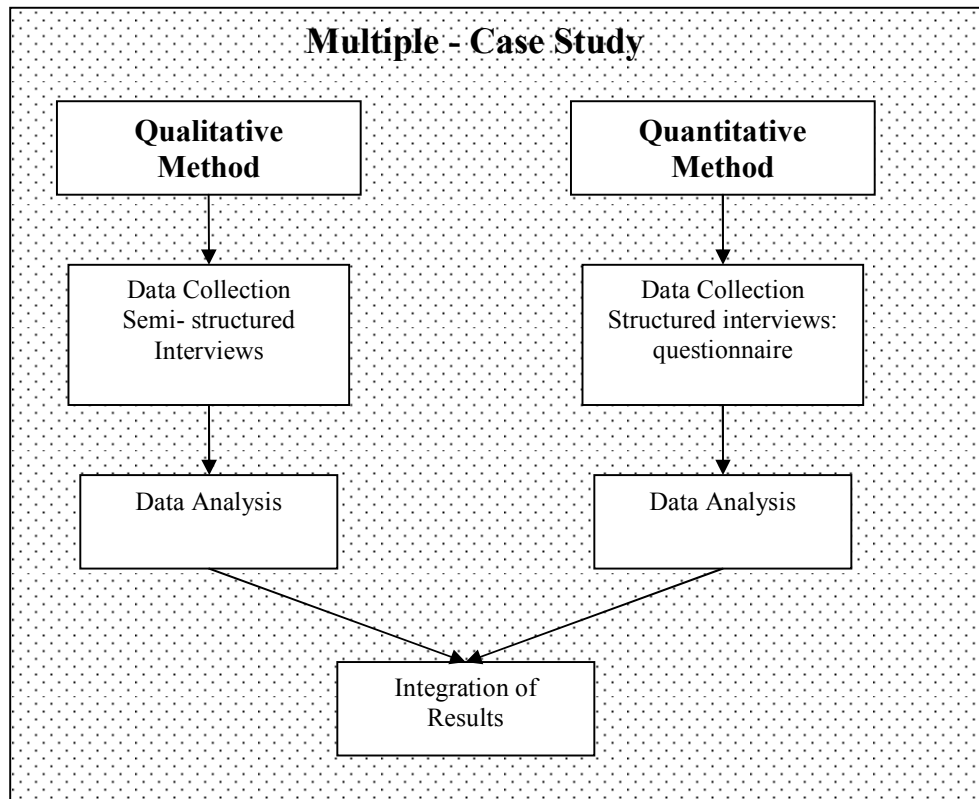 Multiple - Case Study
Qualitative
Method
Quantitative
Method
Data Collection
Semi- structured
Interviews
Data Collection
Structured interviews:
questionnaire
Data Analysis
Data Analysis
Integration of
Results